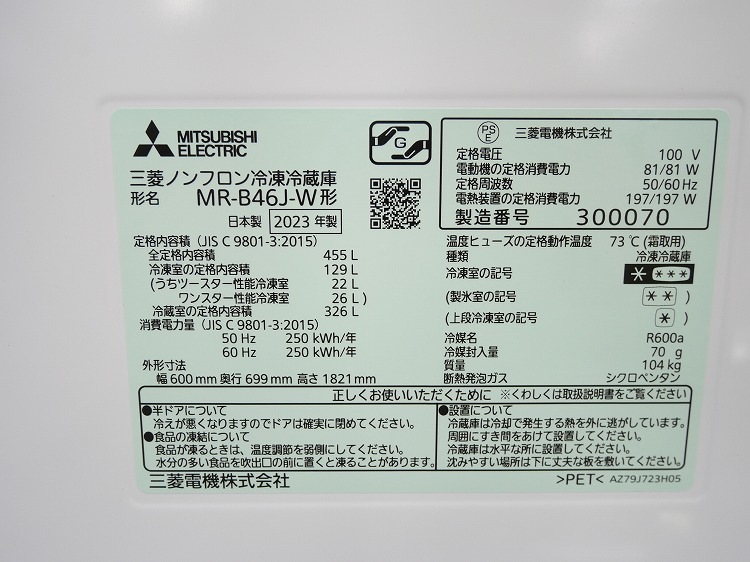 MITSUBISHI
ELECTRIC
G
三菱ノンフロン冷凍冷蔵庫
形名 MR-B46J-W形
日本製 2023 年製
定格内容積 (JIS C 9801-3:2015)
全定格内容積 455 L
冷凍室の定格内容積 129 L
(うちツースター性能冷凍室 22 L
ワンスター性能冷凍室 26 L)
冷蔵室の定格内容積 326 L
消費電力量 (JIS C 9801-3:2015)
50 Hz 250 kWh/年
60 Hz 250 kWh/年
外形寸法
幅 600 mm 奥行 699 mm 高さ 1821 mm
PS
E
三菱電機株式会社
定格電圧 100 V
電動機の定格消費電力 81/81 W
定格周波数 50/60 Hz
電熱装置の定格消費電力 197/197 W
製造番号 300070
温度ヒューズの定格動作温度 73 ℃ (霜取用)
種類 冷凍冷蔵庫
冷凍室の記号 * ***
(製氷室の記号 ** )
(上段冷凍室の記号 * )
冷媒名 R600a
冷媒封入量 70 g
質量 104 kg
断熱発泡ガス シクロペンタン
正しくお使いいただくために ※くわしくは取扱説明書をご覧ください
●半ドアについて
冷えが悪くなりますのでドアは確実に閉めてください。
●食品の凍結について
食品が凍るときは、温度調節を弱側にしてください。
水分の多い食品を吹出口の前に置くと凍ることがあります。
●設置について
冷蔵庫は冷却で発生する熱を外に逃がしています。
周囲にすき間をあけて設置してください。
冷蔵庫は水平な所に設置してください。
沈みやすい場所は下に丈夫な板を敷いてください。
三菱電機株式会社
>PET< AZ79J723H05